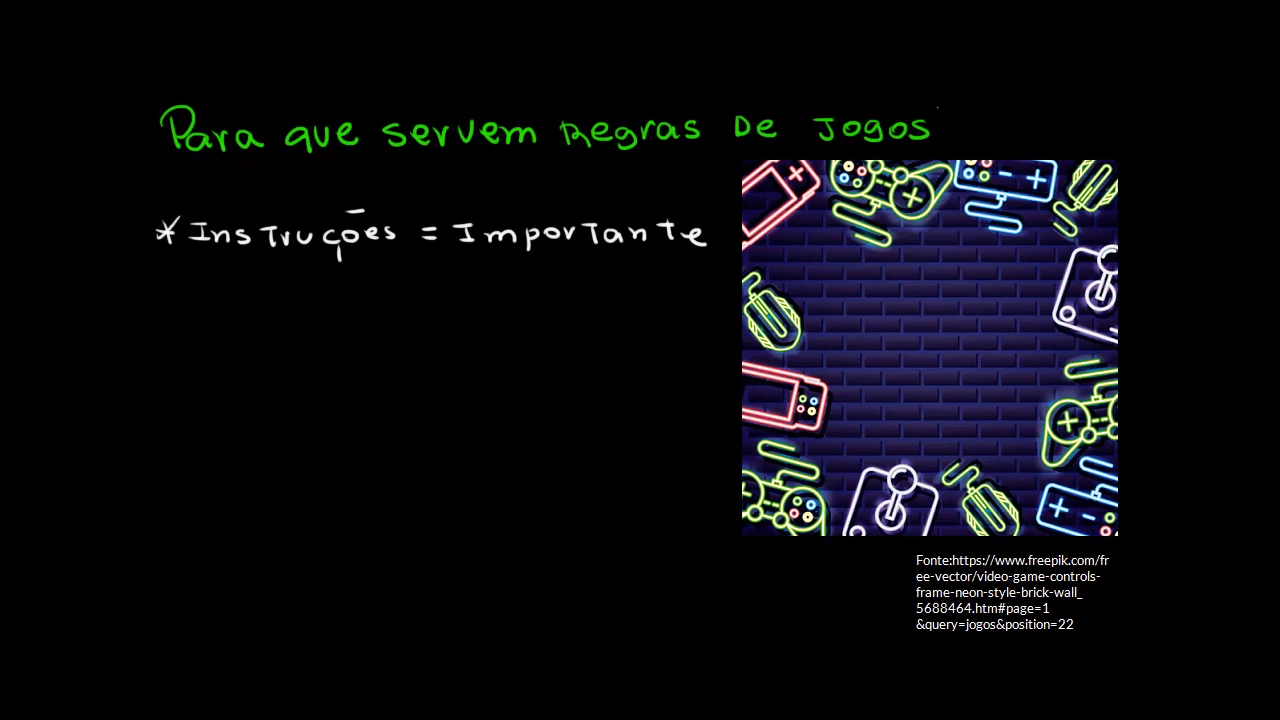 Para que servem Regras De Jogos
* Instruções = Importante
Fonte:https://www.freepik.com/fr
ee-vector/video-game-controls-
frame-neon-style-brick-wall_
5688464.htm#page=1
&query=jogos&position=22